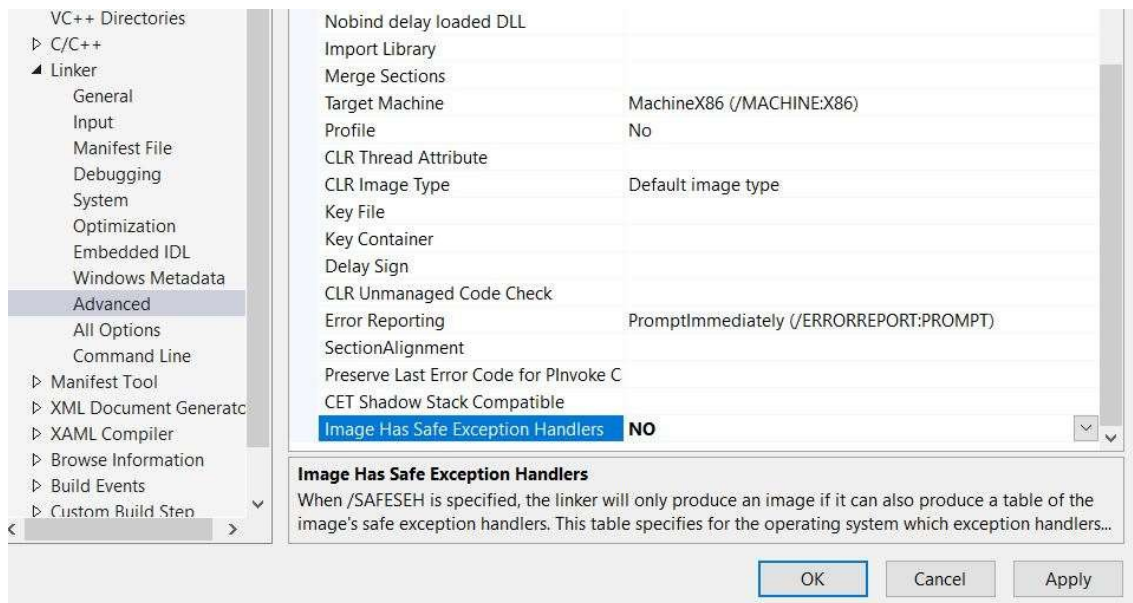 VC++ Directories
C/C++
Linker
General
Input
Manifest File
Debugging
System
Optimization
Embedded IDL
Windows Metadata
Advanced
All Options
Command Line
Manifest Tool
XML Document Generatc
XAML Compiler
Browse Information
Build Events
Custom Build Step
Nobind delay loaded DLL
Import Library
Merge Sections
Target Machine MachineX86 (/MACHINE:X86)
Profile No
CLR Thread Attribute
CLR Image Type Default image type
Key File
Key Container
Delay Sign
CLR Unmanaged Code Check
Error Reporting PromptImmediately (/ERRORREPORT:PROMPT)
SectionAlignment
Preserve Last Error Code for PInvoke C
CET Shadow Stack Compatible
Image Has Safe Exception Handlers NO
Image Has Safe Exception Handlers
When /SAFESEH is specified, the linker will only produce an image if it can also produce a table of the
image's safe exception handlers. This table specifies for the operating system which exception handlers...
OK Cancel Apply